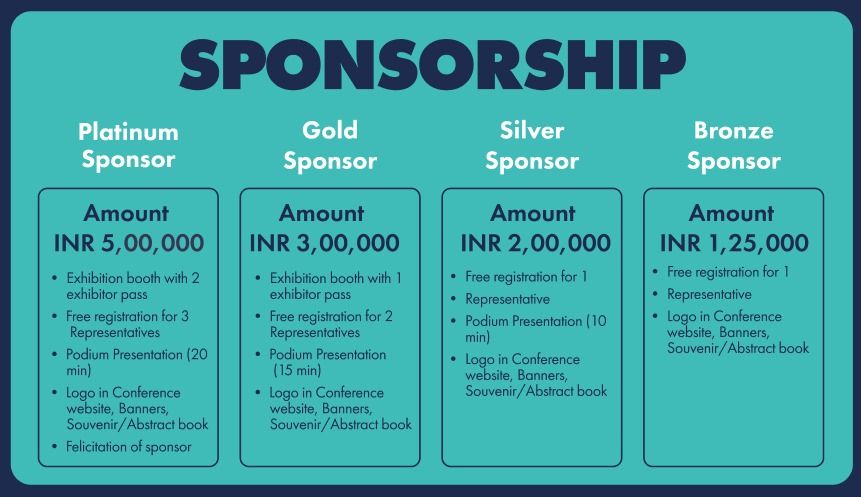 SPONSORSHIP
Platinum
Sponsor
Amount
INR 5,00,000
• Exhibition booth with 2
exhibitor pass
• Free registration for 3
Representatives
• Podium Presentation (20
min)
• Logo in Conference
website, Banners,
Souvenir/Abstract book
• Felicitation of sponsor
Gold
Sponsor
Amount
INR 3,00,000
• Exhibition booth with 1
exhibitor pass
• Free registration for 2
Representatives
• Podium Presentation
(15 min)
• Logo in Conference
website, Banners,
Souvenir/Abstract book
Silver
Sponsor
Amount
INR 2,00,000
• Free registration for 1
• Representative
• Podium Presentation (10
min)
• Logo in Conference
website, Banners,
Souvenir/Abstract book
Bronze
Sponsor
Amount
INR 1,25,000
• Free registration for 1
• Representative
• Logo in Conference
website, Banners,
Souvenir/Abstract book